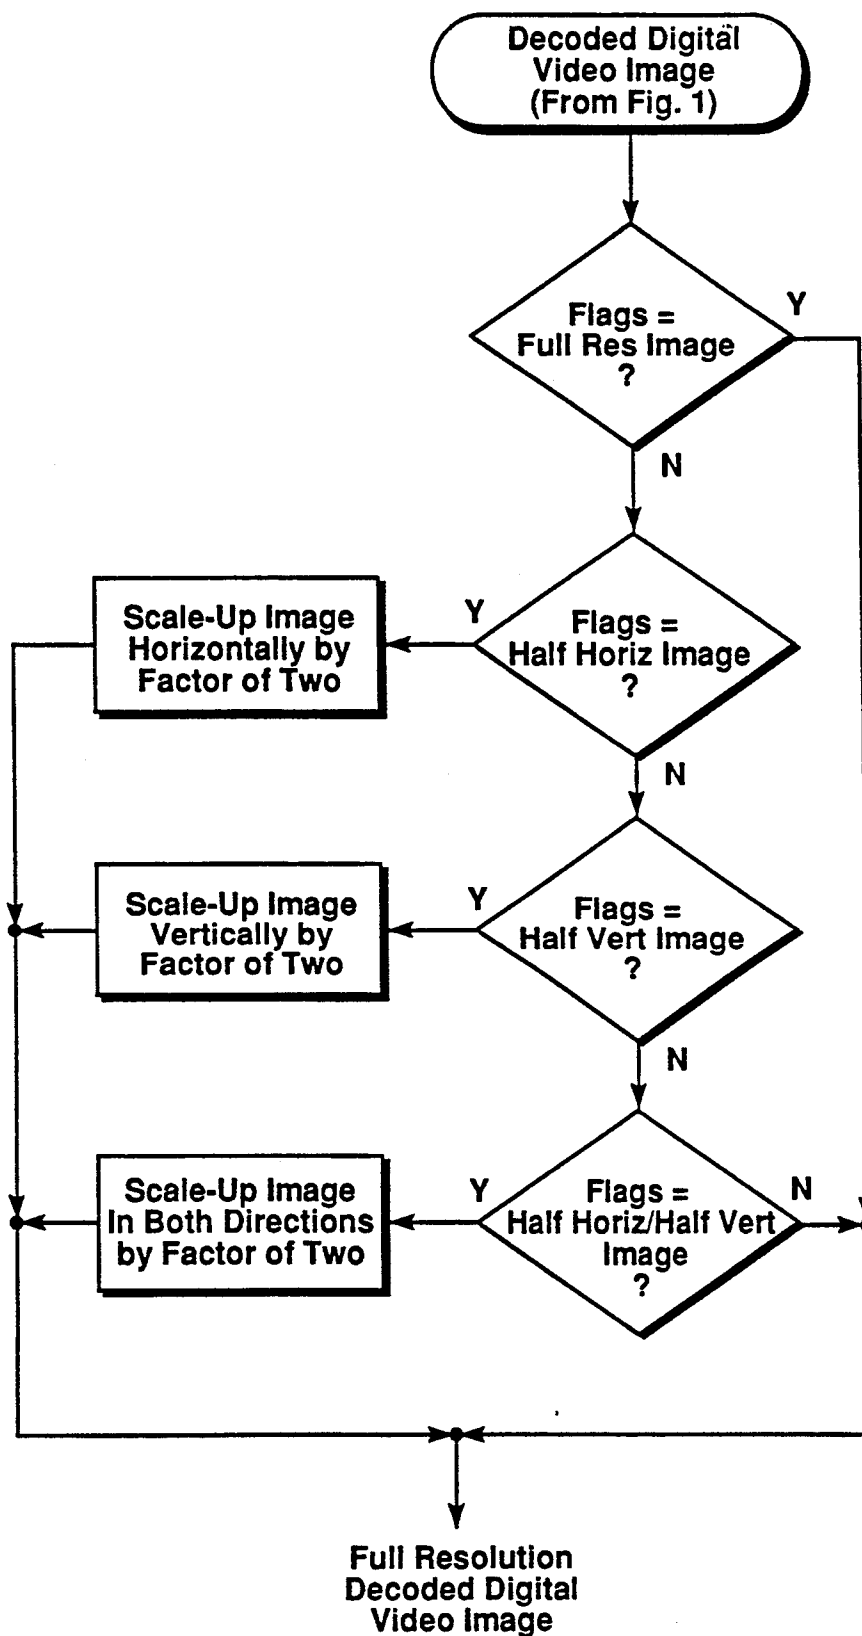 Decoded Digital
Video Image
(From Fig. 1)
Flags =
Full Res Image
?
Y
N
Flags =
Half Horiz Image
?
Y
N
Scale-Up Image
Horizontally by
Factor of Two
Flags =
Half Vert Image
?
Y
N
Scale-Up Image
Vertically by
Factor of Two
Flags =
Half Horiz/Half Vert
Image
?
Y
N
Scale-Up Image
In Both Directions
by Factor of Two
Full Resolution
Decoded Digital
Video Image